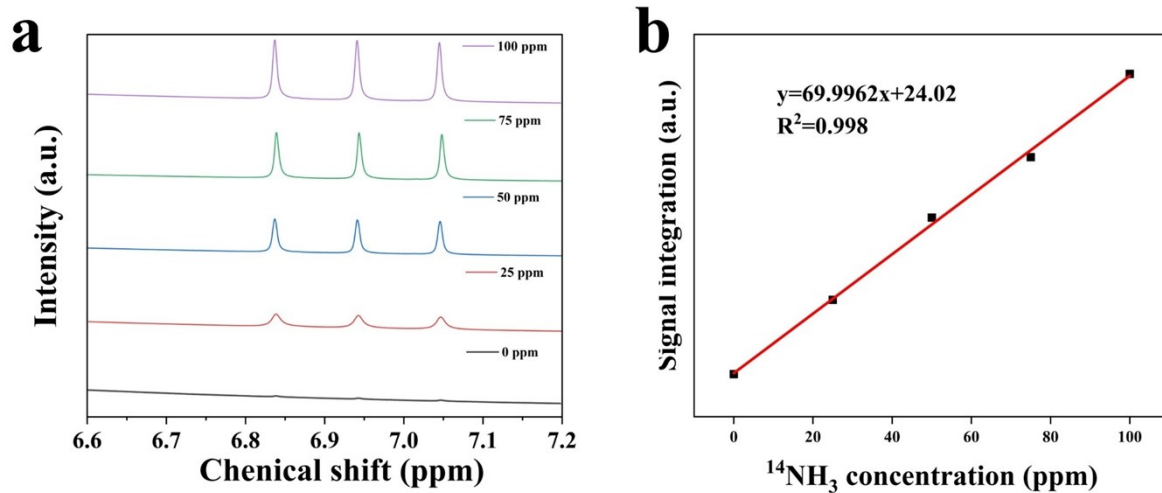 a
100 ppm
75 ppm
50 ppm
25 ppm
0 ppm
Intensity (a.u.)
6.6 6.7 6.8 6.9 7.0 7.1 7.2
Chenical shift (ppm)
b
y=69.9962x+24.02
R²=0.998
Signal integration (a.u.)
0 20 40 60 80 100
¹⁴NH₃ concentration (ppm)